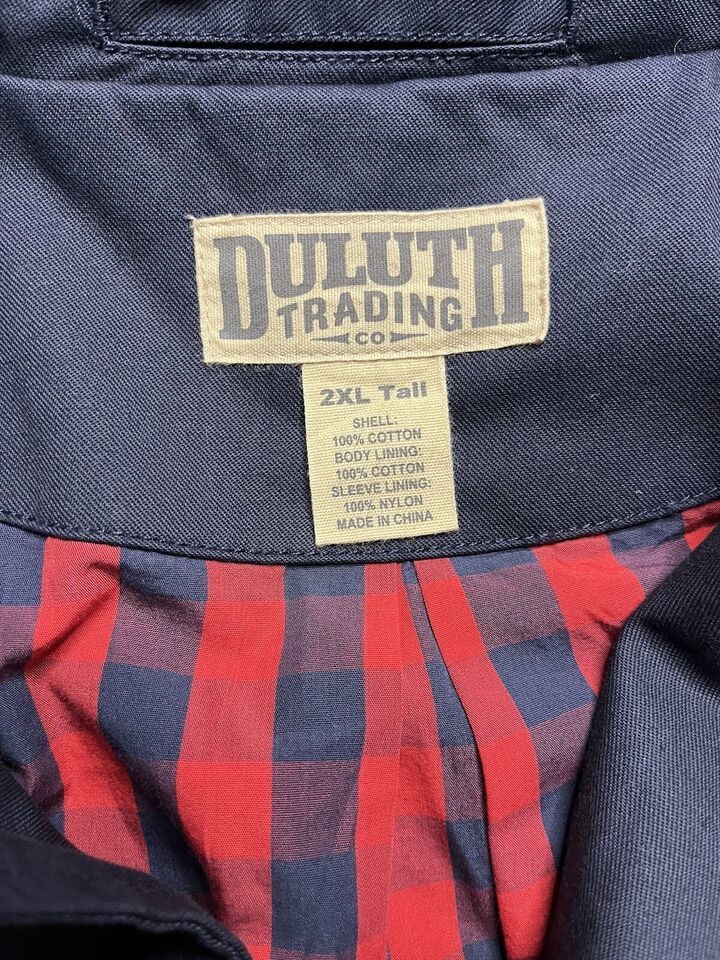 DULUTH
TRADING
CO
2XL Tall
SHELL:
100% COTTON
BODY LINING:
100% COTTON
SLEEVE LINING:
100% NYLON
MADE IN CHINA